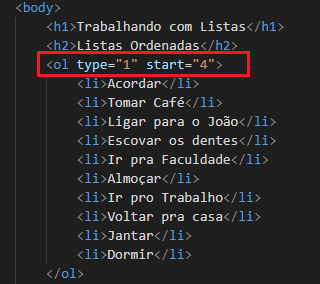 <body>
<h1>Trabalhando com Listas</h1>
<h2>Listas Ordenadas</h2>
<ol type="1" start="4">
<li>Acordar</li>
<li>Tomar Café</li>
<li>Ligar para o João</li>
<li>Escovar os dentes</li>
<li>Ir pra Faculdade</li>
<li>Almoçar</li>
<li>Ir pro Trabalho</li>
<li>Voltar pra casa</li>
<li>Jantar</li>
<li>Dormir</li>
</ol>